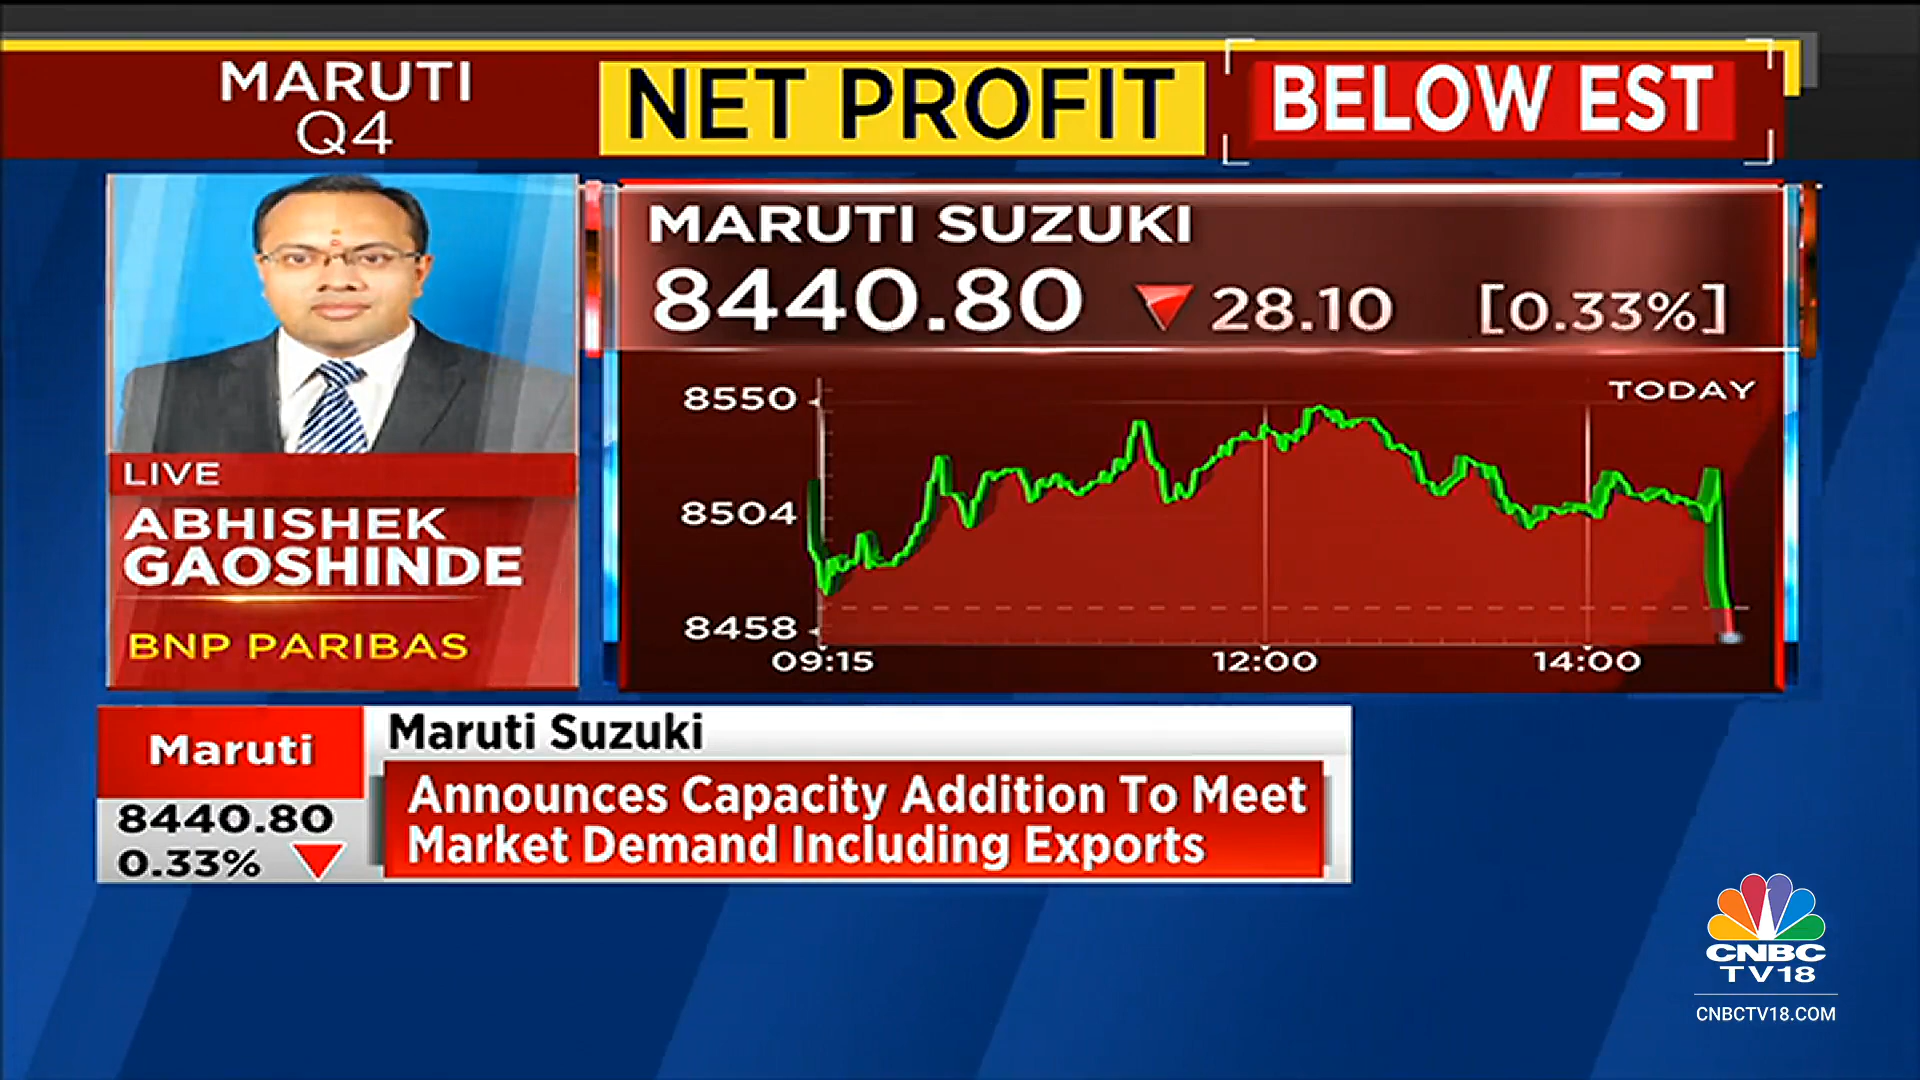 MARUTI
Q4
NET PROFIT
BELOW EST
MARUTI SUZUKI
8440.80 ▼ 28.10 [0.33%]
TODAY
8550
8504
8458
09:15 12:00 14:00
LIVE
ABHISHEK
GAOSHINDE
BNP PARIBAS
Maruti
8440.80
0.33% ▼
Maruti Suzuki
Announces Capacity Addition To Meet
Market Demand Including Exports
CNBC
TV18
CNBCTV18.COM